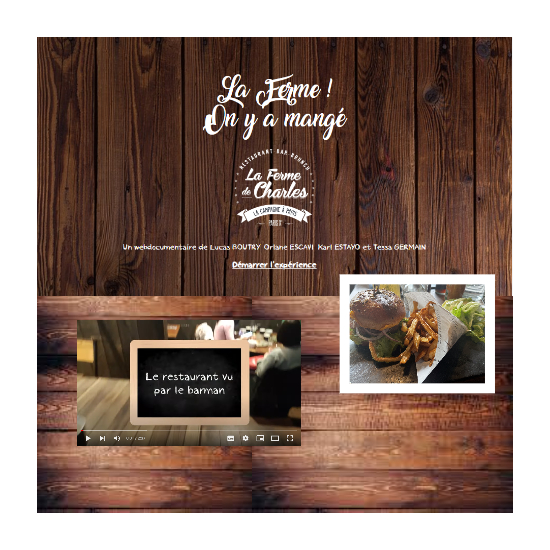 La Ferme !
On y a mangé
RESTAURANT BAR BRUNCH
La Ferme
de Charles
LA CAMPAGNE À PARIS
PARIS
Un webdocumentaire de Lucas BOUTRY Orlane ESCAVI Karl ESTAYO et Tessa GERMAIN
Démarrer l'expérience
Le restaurant vu
par le barman